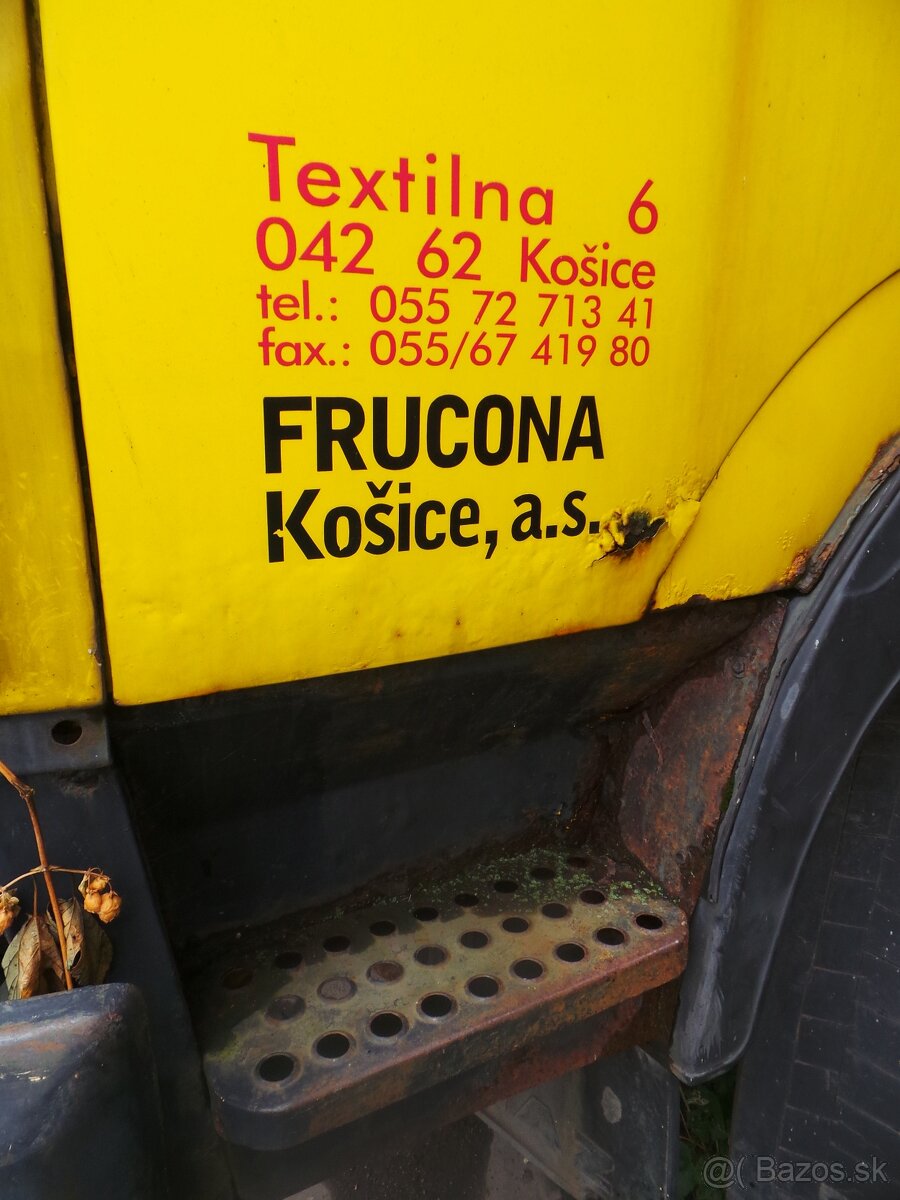 Textilna 6
042 62 Košice
tel.: 055 72 713 41
fax.: 055/67 419 80
FRUCONA
Košice, a.s.
@( Bazos.sk